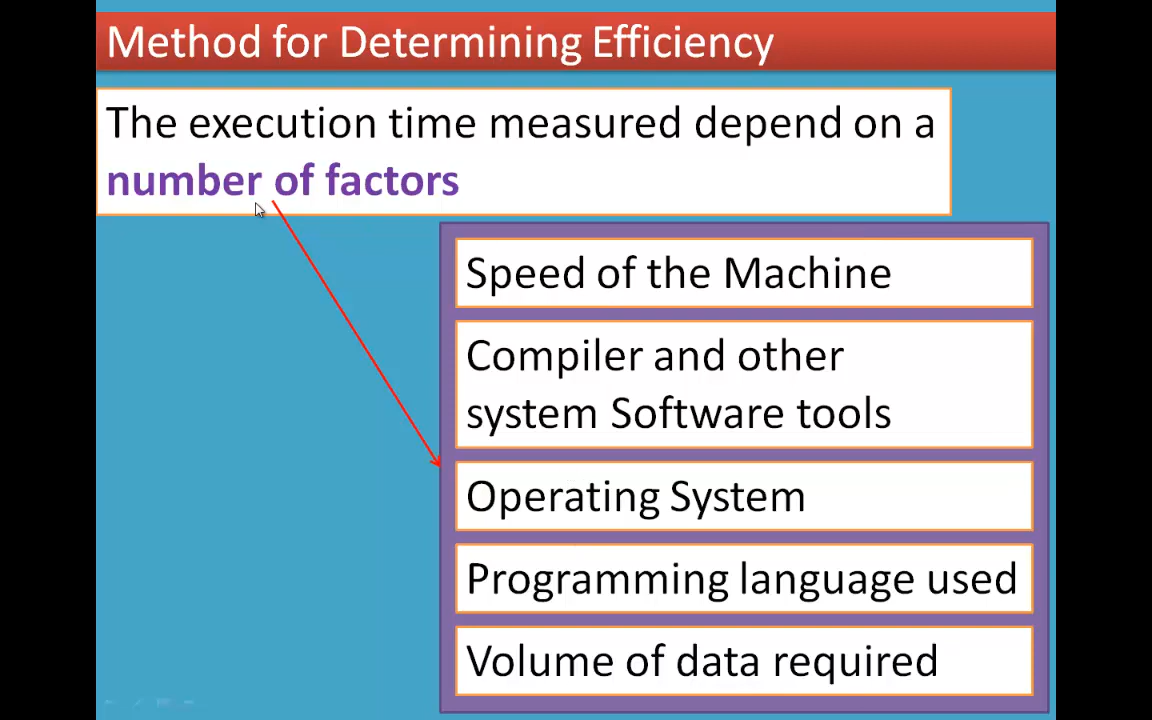 Method for Determining Efficiency
The execution time measured depend on a
number of factors
Speed of the Machine
Compiler and other
system Software tools
Operating System
Programming language used
Volume of data required